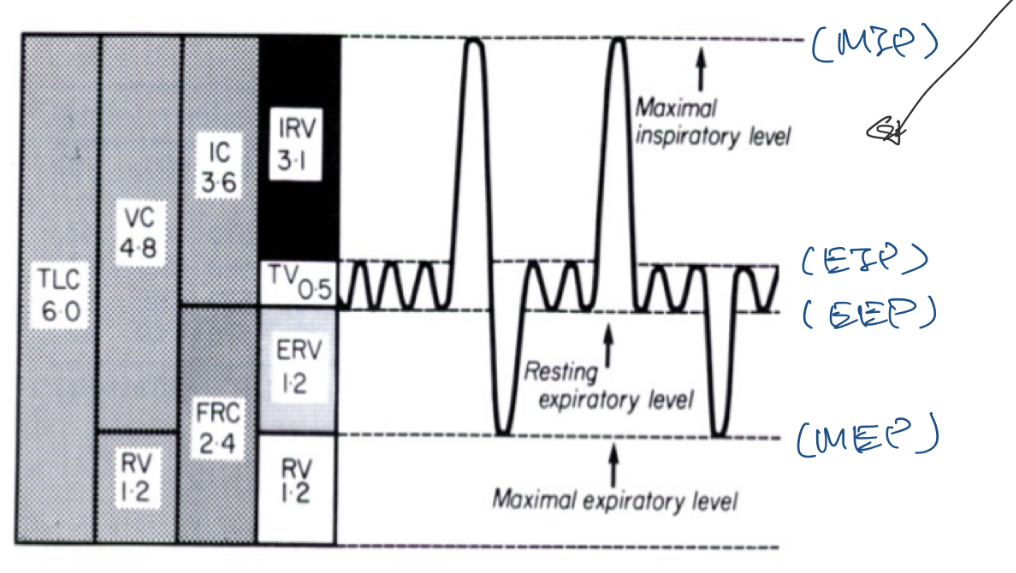 TLC
6·0
VC
4·8
RV
1·2
IC
3·6
FRC
2·4
IRV
3·1
TV 0·5
ERV
1·2
RV
1·2
Maximal
inspiratory level
Resting
expiratory level
Maximal expiratory level
(MIP)
(EIP)
(EEP)
(MEP)